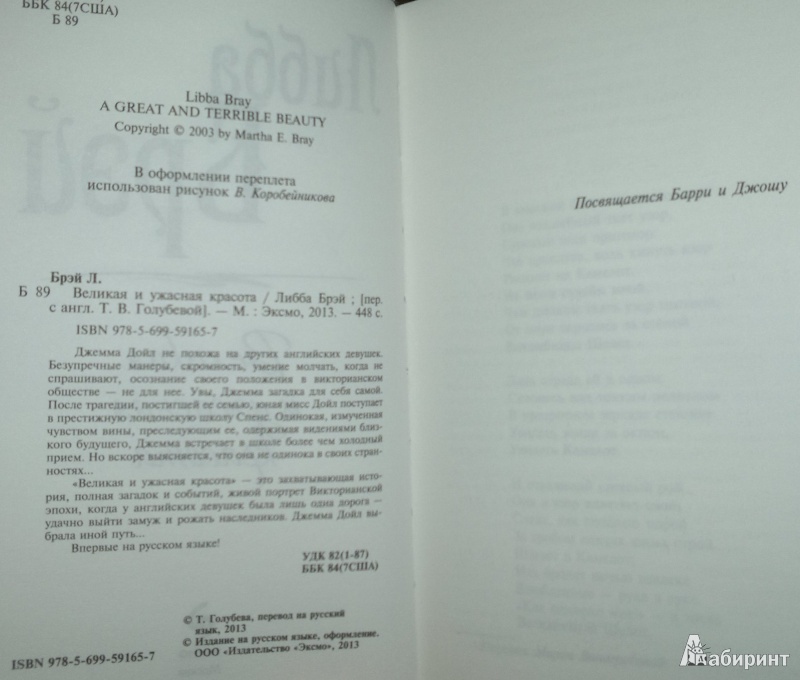 ББК 84(7США)
Б 89
Libba Bray
A GREAT AND TERRIBLE BEAUTY
Copyright © 2003 by Martha E. Bray
В оформлении переплета
использован рисунок В. Коробейникова
Брэй Л.
Б 89 Великая и ужасная красота / Либба Брэй ; [пер.
с англ. Т. В. Голубевой]. — М. : Эксмо, 2013. — 448 с.
ISBN 978-5-699-59165-7
Джемма Дойл не похожа на других английских девушек.
Безупречные манеры, скромность, умение молчать, когда не
спрашивают, осознание своего положения в викторианском
обществе — не для нее. Увы, Джемма загадка для себя самой.
После трагедии, постигшей ее семью, юная мисс Дойл поступает
в престижную лондонскую школу Спенс. Одинокая, измученная
чувством вины, преследующим ее, одержимая видениями близ-
кого будущего, Джемма встречает в школе более чем холодный
прием. Но вскоре выясняется, что она не одинока в своих стран-
ностях...
«Великая и ужасная красота» — это захватывающая исто-
рия, полная загадок и событий, живой портрет Викторианской
эпохи, когда у английских девушек была лишь одна дорога —
удачно выйти замуж и рожать наследников. Джемма Дойл вы-
брала иной путь...
Впервые на русском языке!
УДК 82(1-87)
ББК 84(7США)
© Т. Голубева, перевод на русский
язык, 2013
© Издание на русском языке, оформление.
ООО «Издательство «Эксмо», 2013
ISBN 978-5-699-59165-7
Посвящается Барри и Джошу
Лабиринт